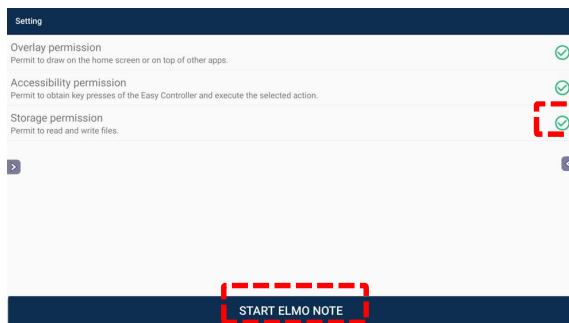 Setting
Overlay permission
Permit to draw on the home screen or on top of other apps.
Accessibility permission
Permit to obtain key presses of the Easy Controller and execute the selected action.
Storage permission
Permit to read and write files.
START ELMO NOTE